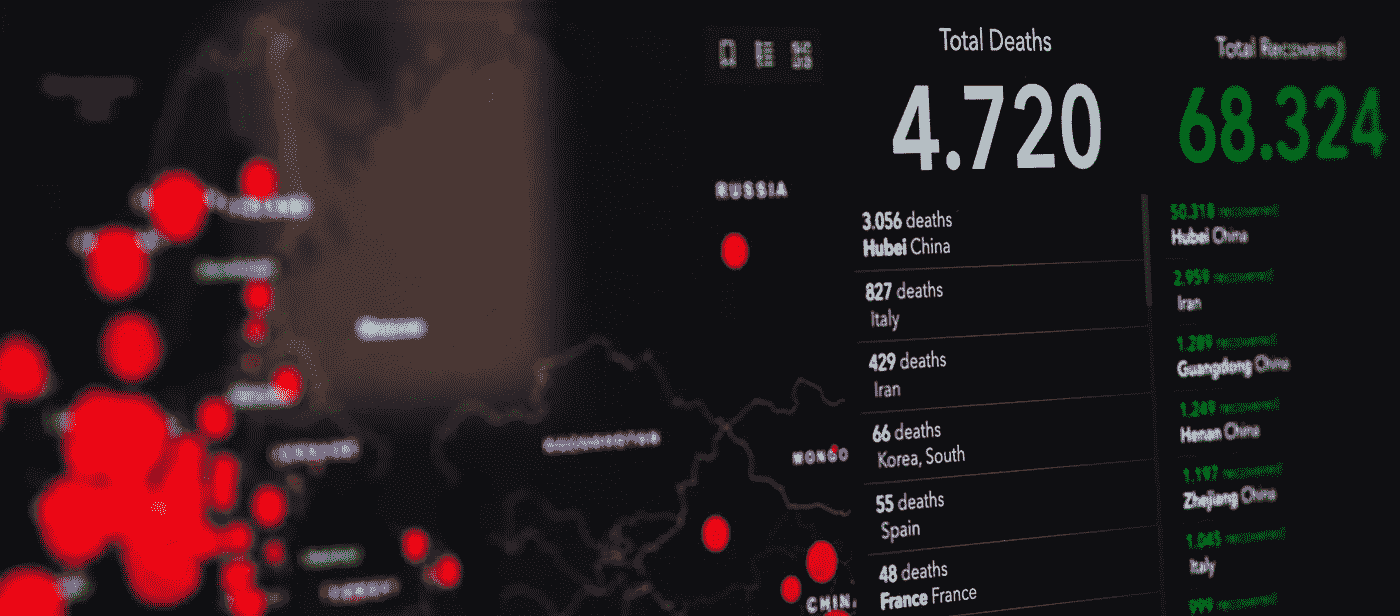 Total Deaths
4.720
3.056 deaths
Hubei China
827 deaths
Italy
429 deaths
Iran
66 deaths
Korea, South
55 deaths
Spain
48 deaths
France France
Total Recovered
68.324
50.318 recovered
Hubei China
2.959 recovered
Iran
1.289 recovered
Guangdong China
1.249 recovered
Henan China
1.197 recovered
Zhejiang China
1.045 recovered
Italy
999 recovered
RUSSIA
MONGO
CHIN